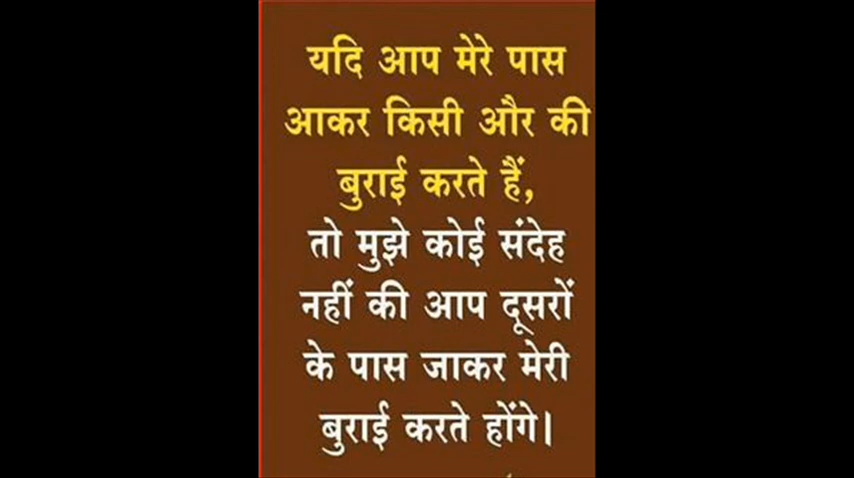 यदि आप मेरे पास
आकर किसी और की
बुराई करते हैं,
तो मुझे कोई संदेह
नहीं की आप दूसरों
के पास जाकर मेरी
बुराई करते होंगे।